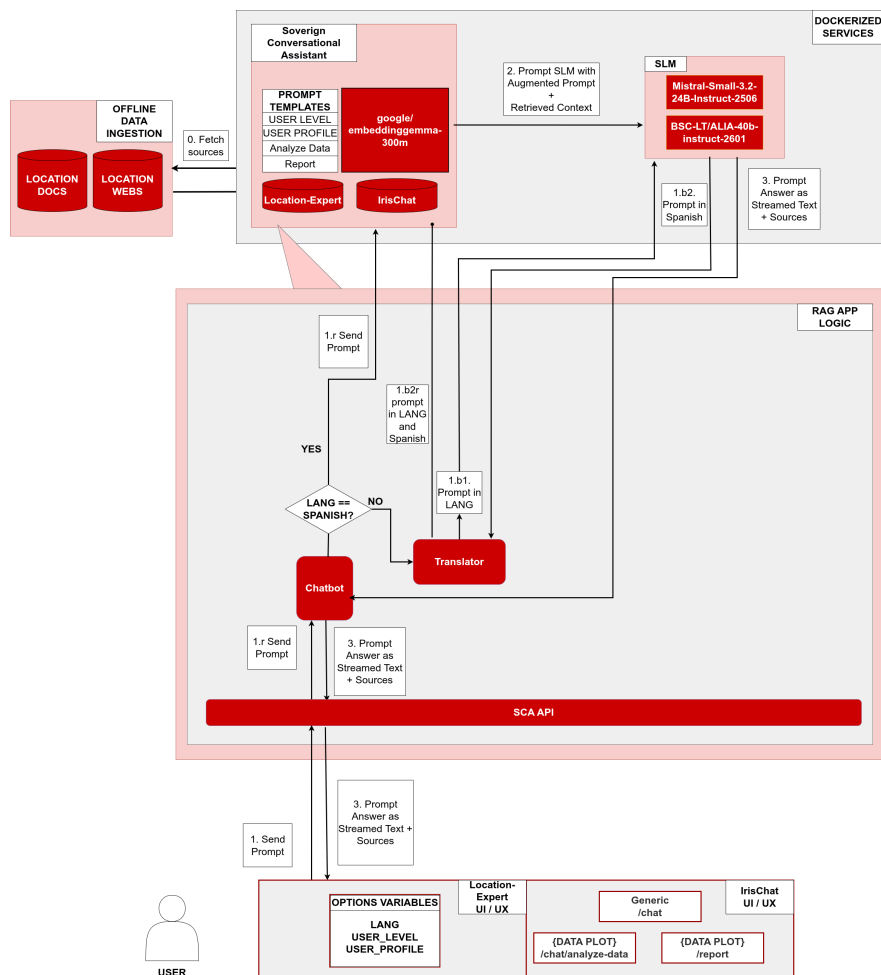 DOCKERIZED
SERVICES
Soverign
Conversational
Assistant
SLM
Mistral-Small-3.2-
24B-Instruct-2506
BSC-LT/ALIA-40b-
instruct-2601
2. Prompt SLM with
Augmented Prompt
+
Retrieved Context
PROMPT
TEMPLATES
USER LEVEL
USER PROFILE
Analyze Data
Report
google/
embeddinggemma-
300m
Location-Expert
IrisChat
OFFLINE
DATA
INGESTION
LOCATION
DOCS
LOCATION
WEBS
0. Fetch
sources
1.b2.
Prompt in
Spanish
3. Prompt
Answer as
Streamed Text
+ Sources
RAG APP
LOGIC
1.r Send
Prompt
1.b2r
prompt
in LANG
and
Spanish
YES
LANG ==
SPANISH?
NO
1.b1.
Prompt in
LANG
Translator
Chatbot
1.r Send
Prompt
3. Prompt
Answer as
Streamed Text
+ Sources
SCA API
1. Send
Prompt
3. Prompt
Answer as
Streamed Text +
Sources
USER
OPTIONS VARIABLES
LANG
USER_LEVEL
USER_PROFILE
Location-
Expert
UI / UX
Generic
/chat
IrisChat
UI / UX
{DATA PLOT}
/chat/analyze-data
{DATA PLOT}
/report